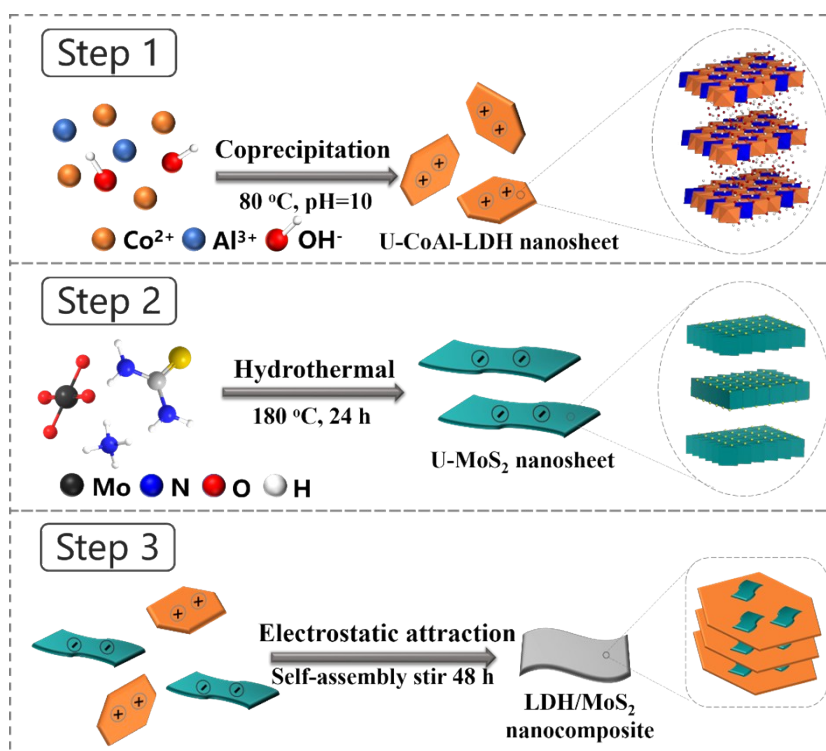 Step 1
Coprecipitation
80 °C, pH=10
Co²⁺ Al³⁺ OH⁻
U-CoAl-LDH nanosheet
Step 2
Hydrothermal
180 °C, 24 h
U-MoS₂ nanosheet
Mo N O H
Step 3
Electrostatic attraction
Self-assembly stir 48 h
LDH/MoS₂
nanocomposite